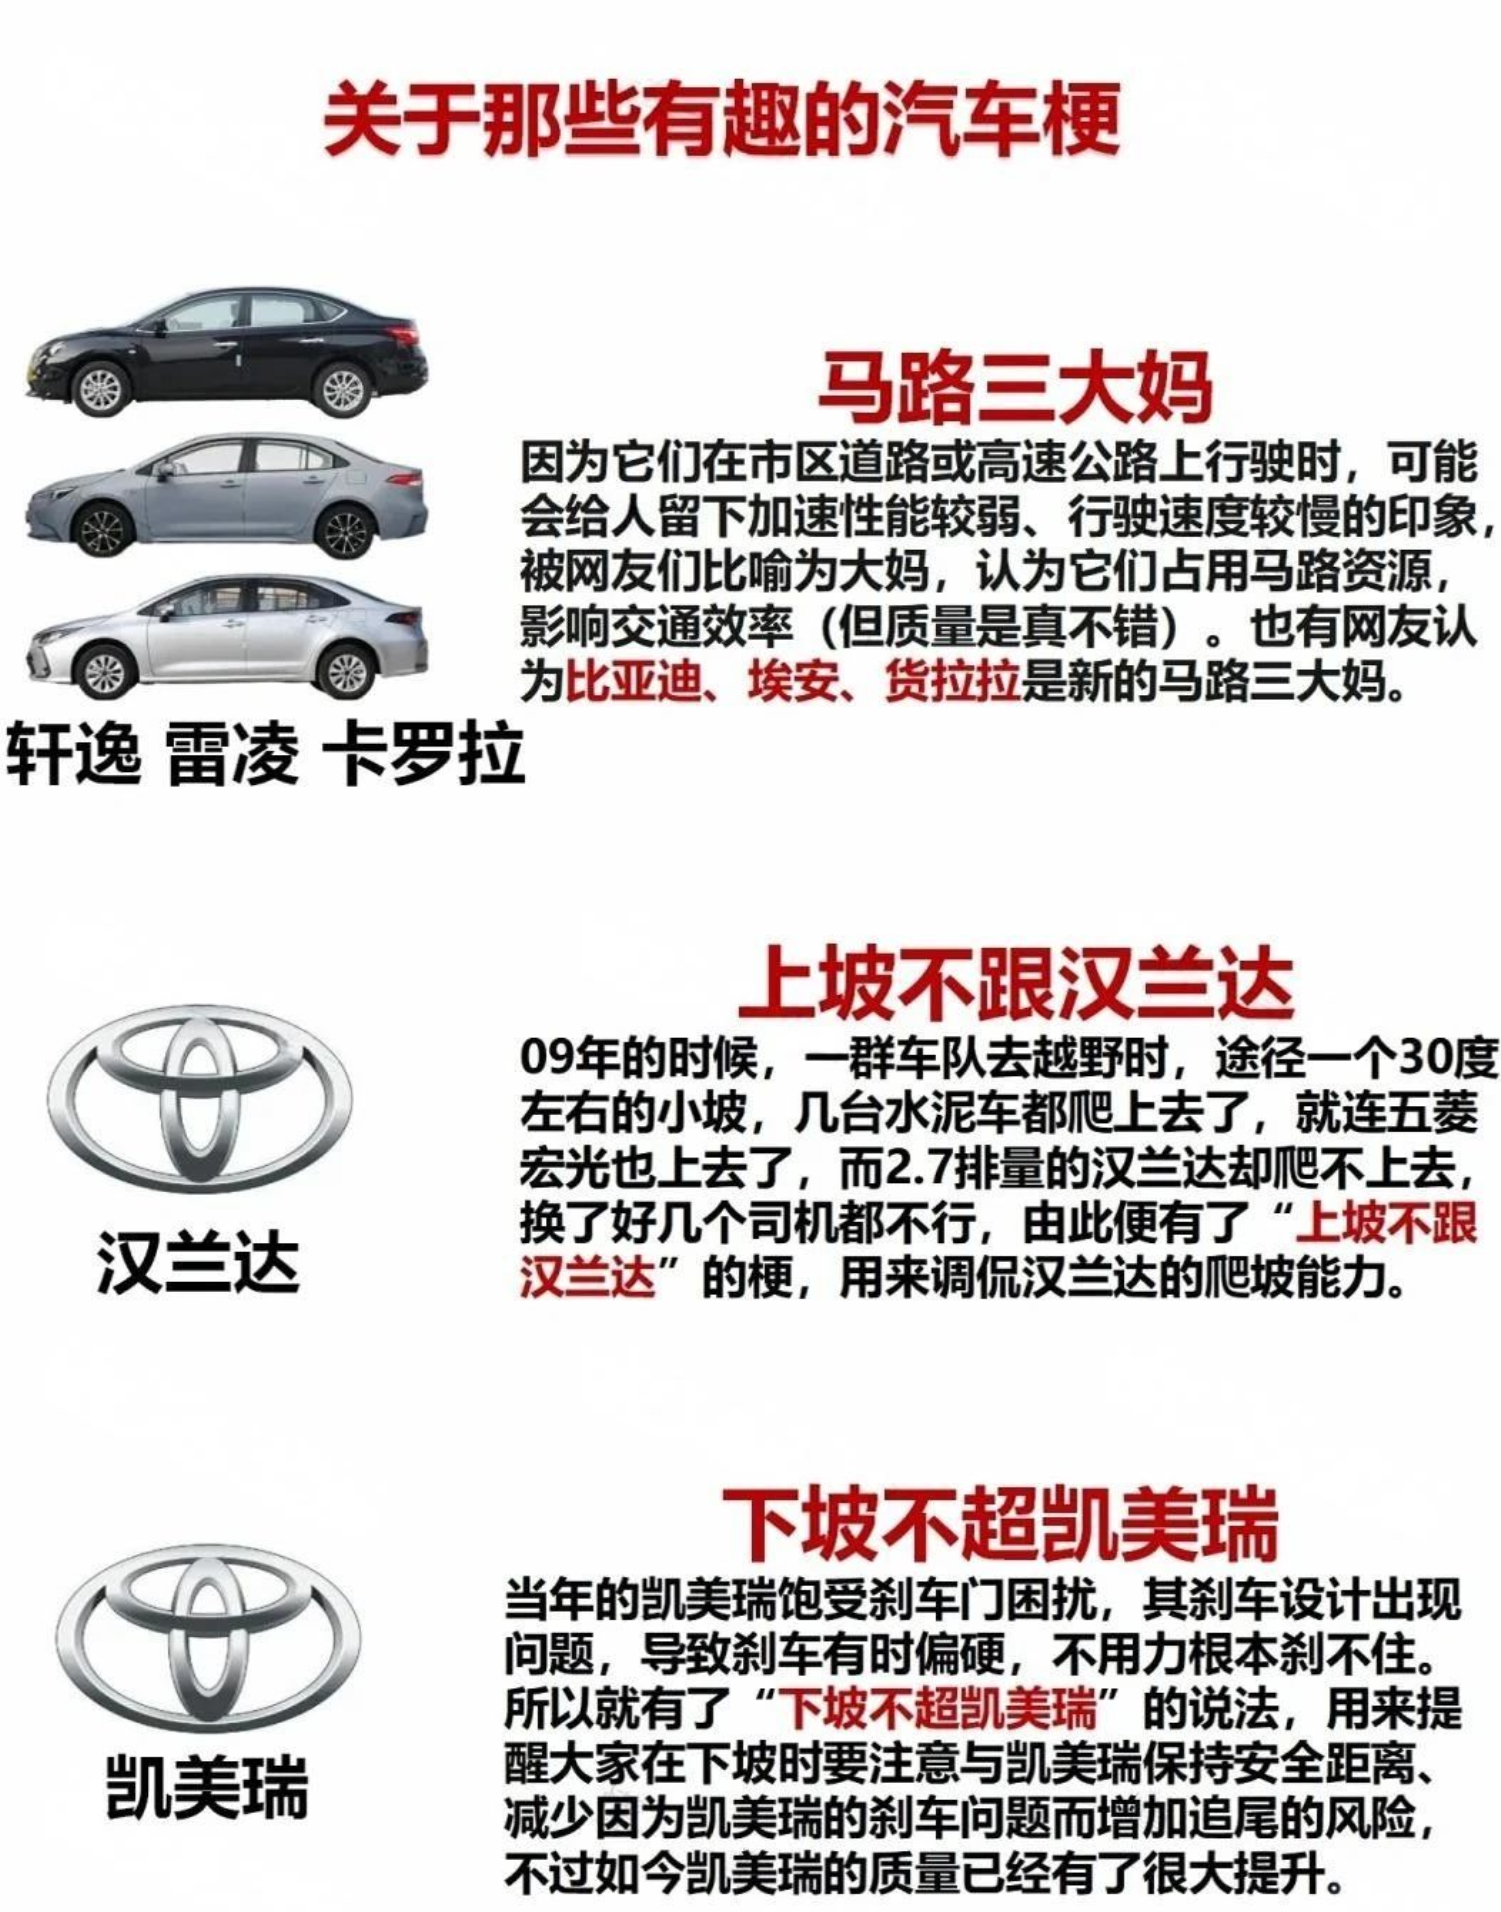 关于那些有趣的汽车梗
马路三大妈
因为它们在市区道路或高速公路上行驶时，可能
会给人留下加速性能较弱、行驶速度较慢的印象，
被网友们比喻为大妈，认为它们占用马路资源，
影响交通效率（但质量是真不错）。也有网友认
为比亚迪、埃安、货拉拉是新的马路三大妈。
轩逸 雷凌 卡罗拉
上坡不跟汉兰达
09年的时候，一群车队去越野时，途径一个30度
左右的小坡，几台水泥车都爬上去了，就连五菱
宏光也上去了，而2.7排量的汉兰达却爬不上去，
换了好几个司机都不行，由此便有了“上坡不跟
汉兰达”的梗，用来调侃汉兰达的爬坡能力。
汉兰达
下坡不超凯美瑞
当年的凯美瑞饱受刹车门困扰，其刹车设计出现
问题，导致刹车有时偏硬，不用力根本刹不住。
所以就有了“下坡不超凯美瑞”的说法，用来提
醒大家在下坡时要注意与凯美瑞保持安全距离、
减少因为凯美瑞的刹车问题而增加追尾的风险，
不过如今凯美瑞的质量已经有了很大提升。
凯美瑞